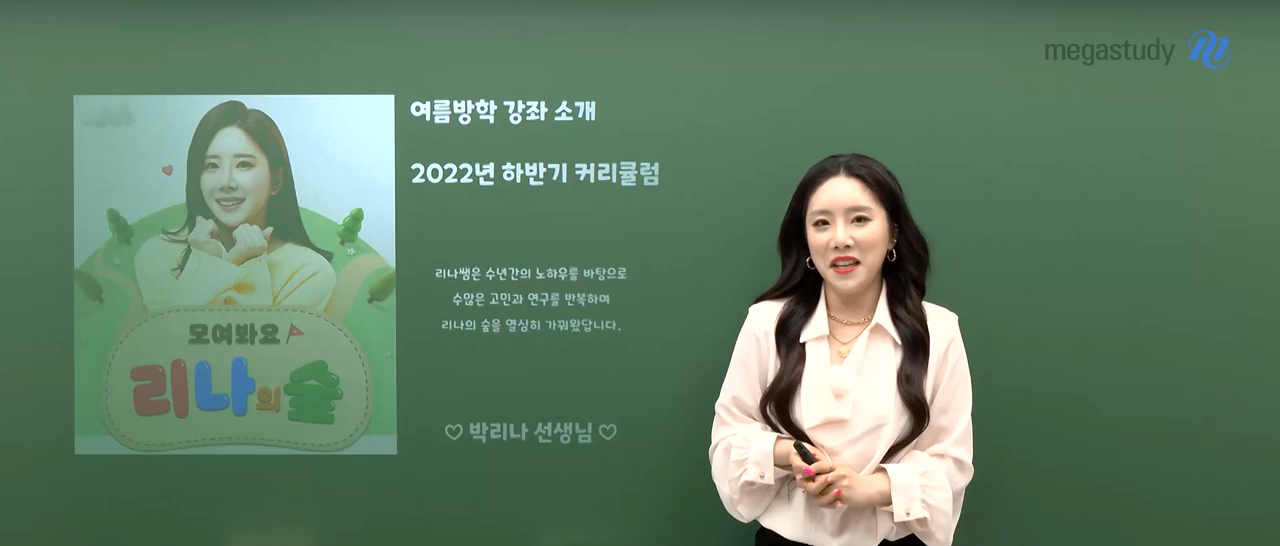 megastudy
여름방학 강좌 소개
2022년 하반기 커리큘럼
리나쌤은 수년간의 노하우를 바탕으로
수많은 고민과 연구를 반복하며
리나의 숲을 열심히 가꿔왔답니다.
♡ 박리나 선생님 ♡
모여봐요
리나의숲